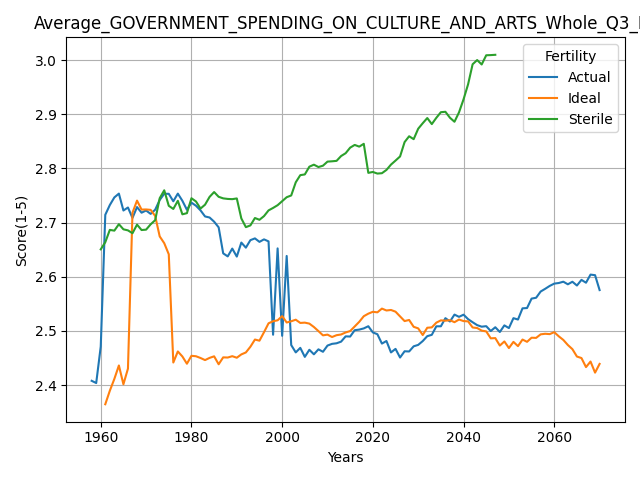 Average_GOVERNMENT_SPENDING_ON_CULTURE_AND_ARTS_Whole_Q3_
Fertility
Actual
Ideal
Sterile
Score(1-5)
3.0
2.9
2.8
2.7
2.6
2.5
2.4
1960 1980 2000 2020 2040 2060
Years